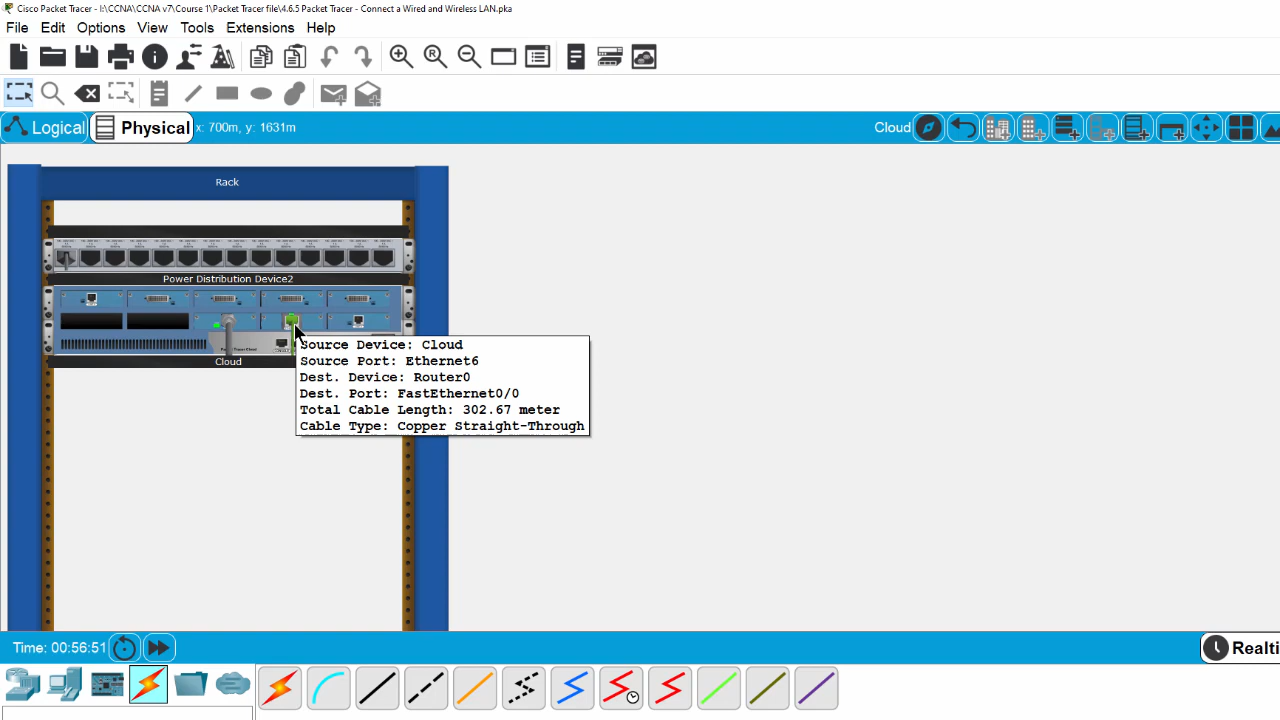 Cisco Packet Tracer - I:\CCNA\CCNA v7\Course 1\Packet Tracer file\4.6.5 Packet Tracer - Connect a Wired and Wireless LAN.pka
File Edit Options View Tools Extensions Help
Logical Physical x: 700m, y: 1631m Cloud
Rack
Power Distribution Device2
Cloud
Source Device: Cloud
Source Port: Ethernet6
Dest. Device: Router0
Dest. Port: FastEthernet0/0
Total Cable Length: 302.67 meter
Cable Type: Copper Straight-Through
Time: 00:56:51 Realti